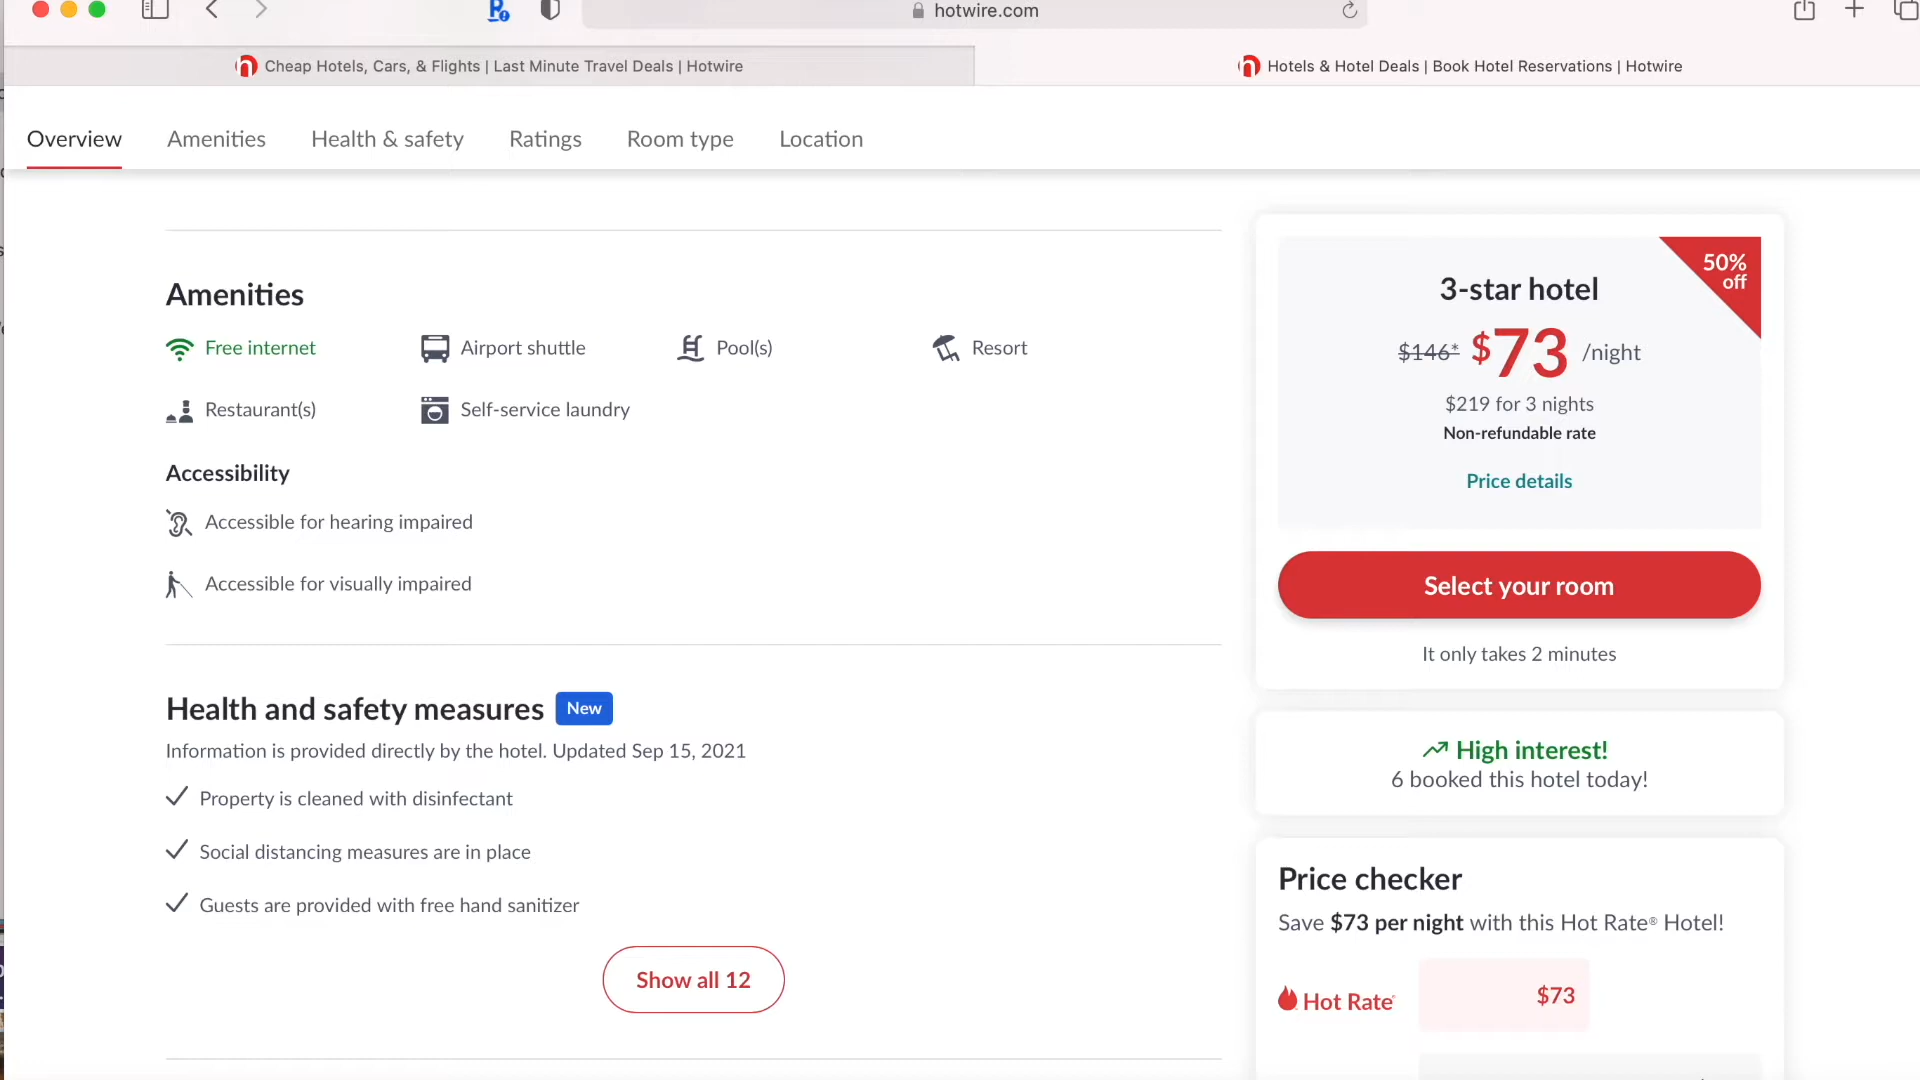 hotwire.com
Cheap Hotels, Cars, & Flights | Last Minute Travel Deals | Hotwire
Hotels & Hotel Deals | Book Hotel Reservations | Hotwire
Overview
Amenities
Health & safety
Ratings
Room type
Location
Amenities
Free internet
Airport shuttle
Pool(s)
Resort
Restaurant(s)
Self-service laundry
Accessibility
Accessible for hearing impaired
Accessible for visually impaired
Health and safety measures New
Information is provided directly by the hotel. Updated Sep 15, 2021
Property is cleaned with disinfectant
Social distancing measures are in place
Guests are provided with free hand sanitizer
Show all 12
50%
off
3-star hotel
$146* $73 /night
$219 for 3 nights
Non-refundable rate
Price details
Select your room
It only takes 2 minutes
High interest!
6 booked this hotel today!
Price checker
Save $73 per night with this Hot Rate® Hotel!
Hot Rate®
$73